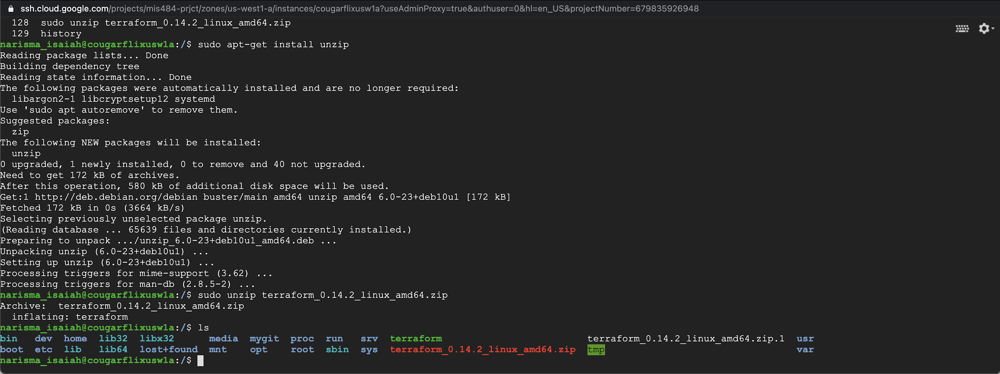 ssh.cloud.google.com/projects/mis484-prjct/zones/us-west1-a/instances/cougarflixusw1a?useAdminProxy=true&authuser=0&hl=en_US&projectNumber=679835926948
  128  sudo unzip terraform_0.14.2_linux_amd64.zip
  129  history
narisma_isaiah@cougarflixusw1a:/$ sudo apt-get install unzip
Reading package lists... Done
Building dependency tree
Reading state information... Done
The following packages were automatically installed and are no longer required:
  libargon2-1 libcryptsetup12 systemd
Use 'sudo apt autoremove' to remove them.
Suggested packages:
  zip
The following NEW packages will be installed:
  unzip
0 upgraded, 1 newly installed, 0 to remove and 40 not upgraded.
Need to get 172 kB of archives.
After this operation, 580 kB of additional disk space will be used.
Get:1 http://deb.debian.org/debian buster/main amd64 unzip amd64 6.0-23+deb10u1 [172 kB]
Fetched 172 kB in 0s (3664 kB/s)
Selecting previously unselected package unzip.
(Reading database ... 65639 files and directories currently installed.)
Preparing to unpack .../unzip_6.0-23+deb10u1_amd64.deb ...
Unpacking unzip (6.0-23+deb10u1) ...
Setting up unzip (6.0-23+deb10u1) ...
Processing triggers for mime-support (3.62) ...
Processing triggers for man-db (2.8.5-2) ...
narisma_isaiah@cougarflixusw1a:/$ sudo unzip terraform_0.14.2_linux_amd64.zip
Archive:  terraform_0.14.2_linux_amd64.zip
  inflating: terraform
narisma_isaiah@cougarflixusw1a:/$ ls
bin   dev  home  lib32  libx32      media  mygit  proc  run   srv  terraform                         terraform_0.14.2_linux_amd64.zip.1  usr
boot  etc  lib   lib64  lost+found  mnt    opt    root  sbin  sys  terraform_0.14.2_linux_amd64.zip  tmp                                 var
narisma_isaiah@cougarflixusw1a:/$